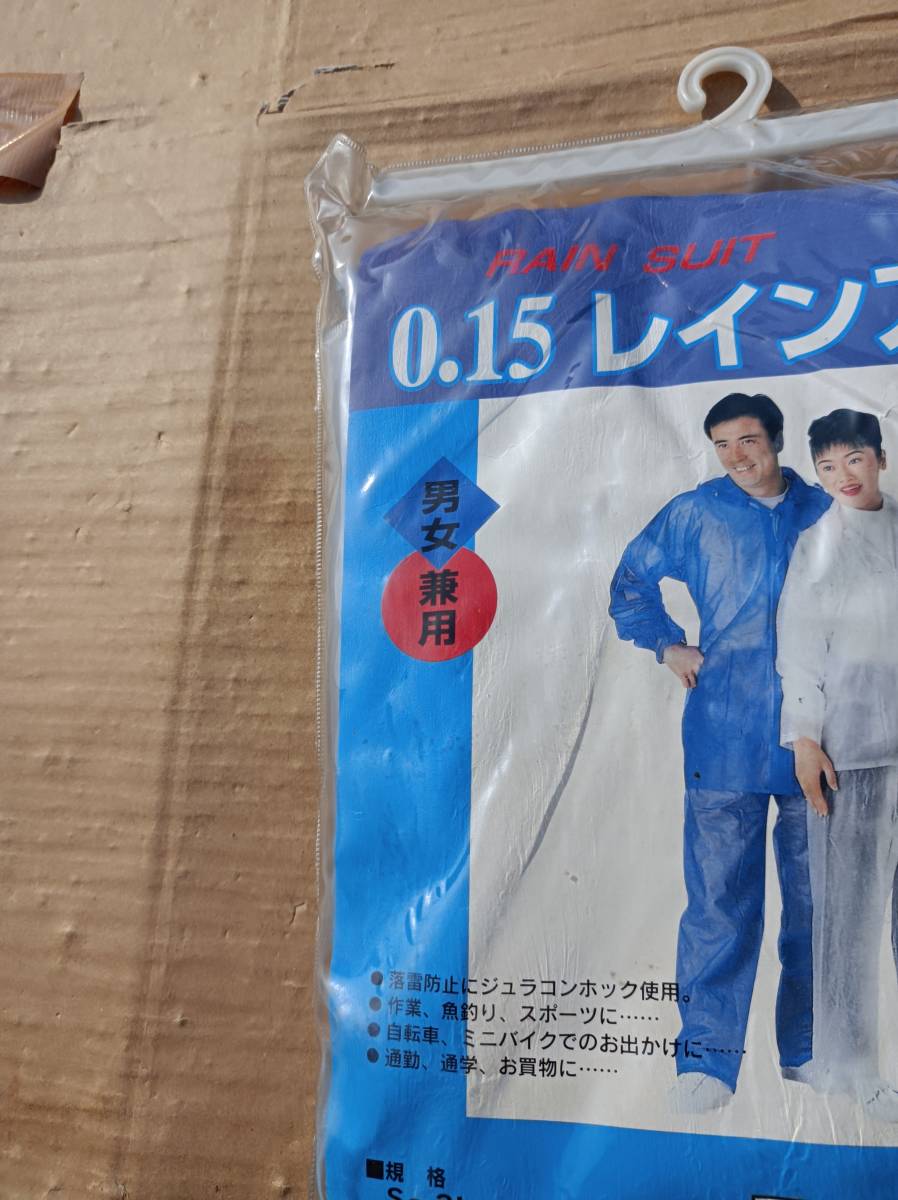 RAIN SUIT
0.15 レイン
男女
兼用
● 落雷防止にジュラコンホック使用。
● 作業、魚釣り、スポーツに……
● 自転車、ミニバイクでのお出かけに……
● 通勤、通学、お買物に……
■規 格